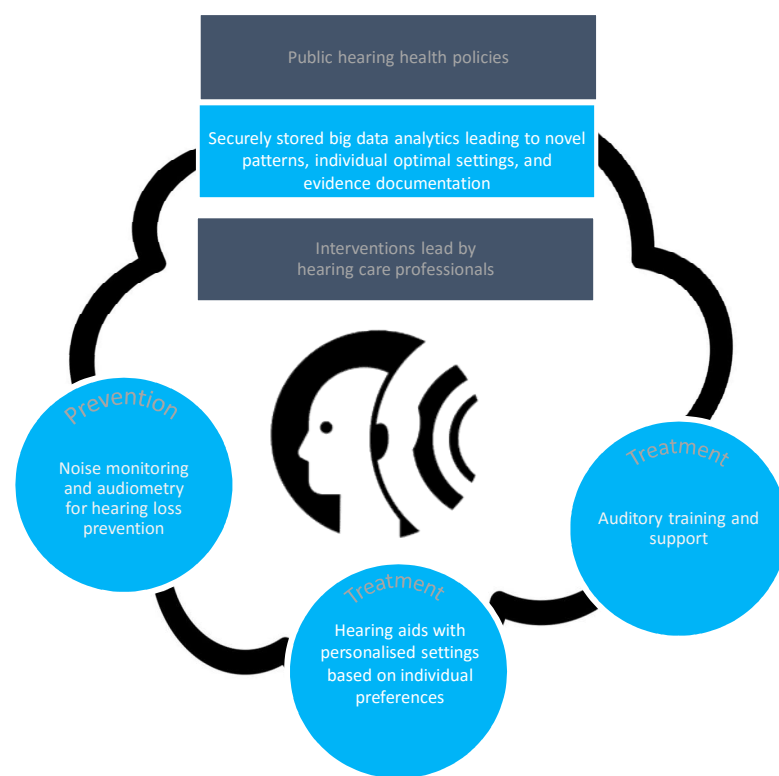 Public hearing health policies
Securely stored big data analytics leading to novel
patterns, individual optimal settings, and
evidence documentation
Interventions lead by
hearing care professionals
Prevention
Noise monitoring
and audiometry
for hearing loss
prevention
Treatment
Auditory training and
support
Treatment
Hearing aids with
personalised settings
based on individual
preferences